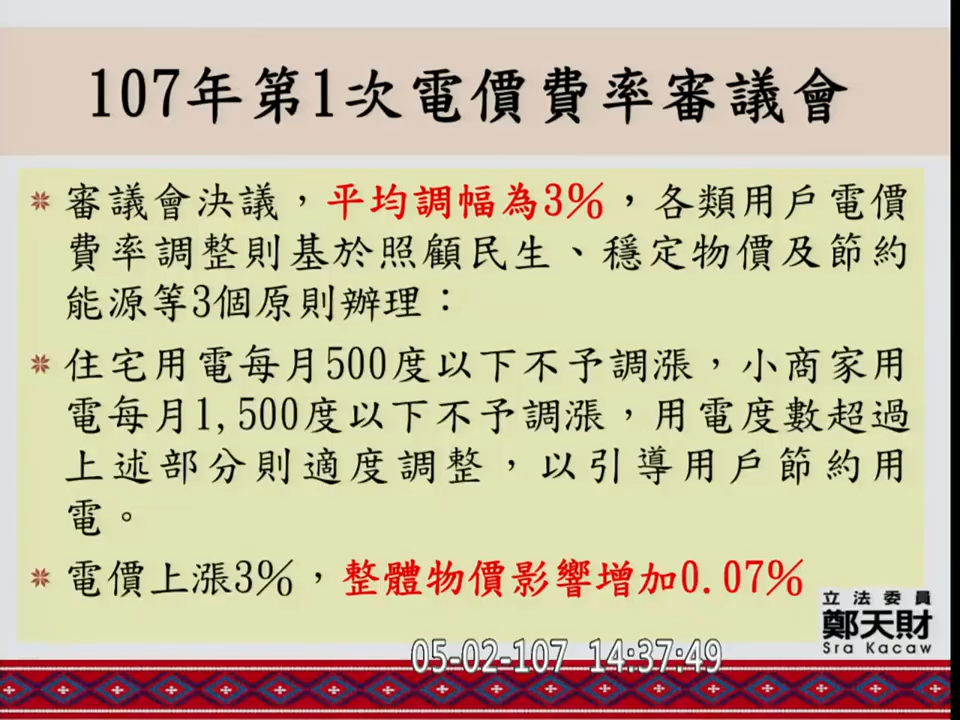 107年第1次電價費率審議會
審議會決議，平均調幅為3%，各類用戶電價
費率調整則基於照顧民生、穩定物價及節約
能源等3個原則辦理：
住宅用電每月500度以下不予調漲，小商家用
電每月1,500度以下不予調漲，用電度數超過
上述部分則適度調整，以引導用戶節約用
電。
電價上漲3%，整體物價影響增加0.07%
立法委員
鄭天財
Sra Kacaw
05-02-107 14:37:49